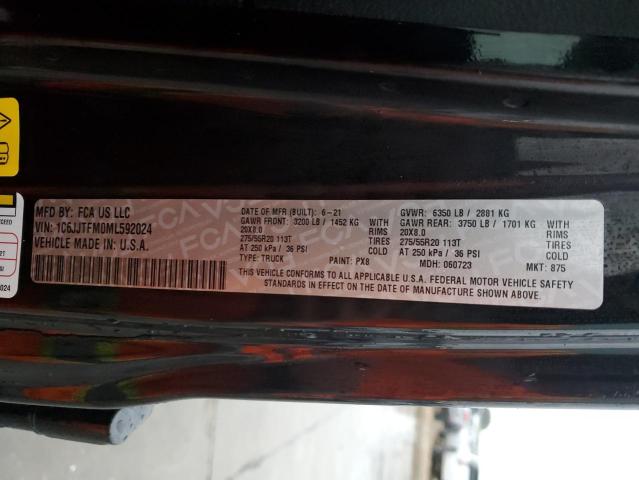 MFD BY: FCA US LLC
VIN: 1C6JJTFM0ML592024
VEHICLE MADE IN U.S.A.
DATE OF MFR (BUILT): 6-21
GAWR FRONT: 3200 LB / 1452 KG WITH
20X8.0 RIMS
275/55R20 113T TIRES
AT 250 kPa / 36 PSI COLD
TYPE: TRUCK PAINT: PX8
GVWR: 6350 LB / 2881 KG
GAWR REAR: 3750 LB / 1701 KG WITH
20X8.0 RIMS
275/55R20 113T TIRES
AT 250 kPa / 36 PSI COLD
MDH: 060723 MKT: 875
THIS VEHICLE CONFORMS TO ALL APPLICABLE U.S.A. FEDERAL MOTOR VEHICLE SAFETY
STANDARDS IN EFFECT ON THE DATE OF MANUFACTURE SHOWN ABOVE.